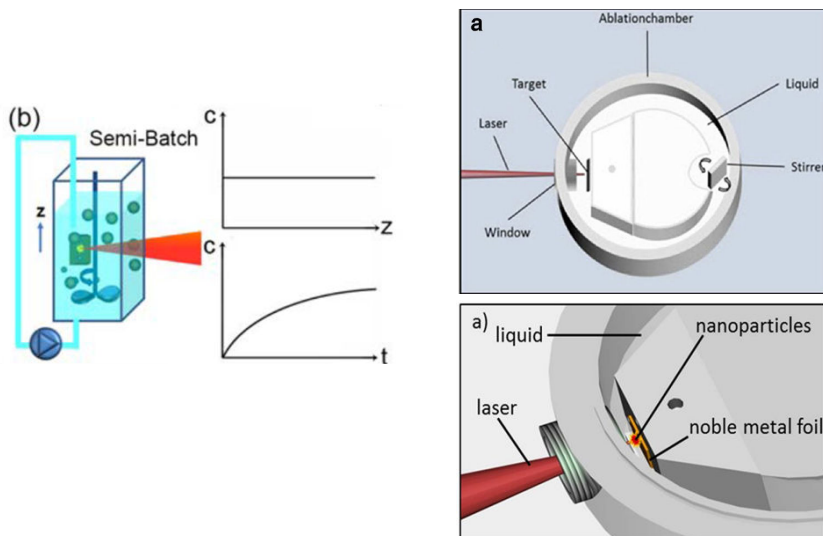 (b)
Semi-Batch
z
c
z
c
t
a
Ablationchamber
Target
Liquid
Laser
Stirrer
Window
a)
liquid
nanoparticles
laser
noble metal foil